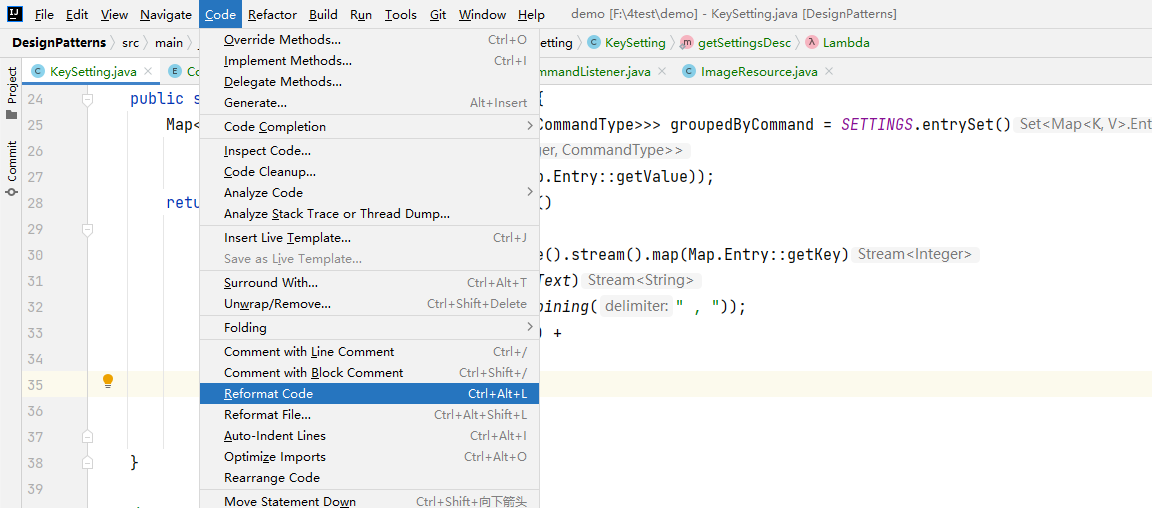 File Edit View Navigate Code Refactor Build Run Tools Git Window Help demo [F:\4test\demo] - KeySetting.java [DesignPatterns]
DesignPatterns src main etting KeySetting getSettingsDesc Lambda
KeySetting.java Co mmandListener.java ImageResource.java
Project
Commit
Override Methods... Ctrl+O
Implement Methods... Ctrl+I
Delegate Methods...
Generate... Alt+Insert
Code Completion
Inspect Code...
Code Cleanup...
Analyze Code
Analyze Stack Trace or Thread Dump...
Insert Live Template... Ctrl+J
Save as Live Template...
Surround With... Ctrl+Alt+T
Unwrap/Remove... Ctrl+Shift+Delete
Folding
Comment with Line Comment Ctrl+/
Comment with Block Comment Ctrl+Shift+/
Reformat Code Ctrl+Alt+L
Reformat File... Ctrl+Alt+Shift+L
Auto-Indent Lines Ctrl+Alt+I
Optimize Imports Ctrl+Alt+O
Rearrange Code
Move Statement Down Ctrl+Shift+向下箭头
24 public s {
25 Map< CommandType>>> groupedByCommand = SETTINGS.entrySet() Set<Map<K, V>.Ent
26 ger, CommandType>>
27 p.Entry::getValue));
28 retu ()
29
30 e().stream().map(Map.Entry::getKey) Stream<Integer>
31 Text) Stream<String>
32 oining( delimiter: " , "));
33 ) +
34
35
36
37
38 }
39